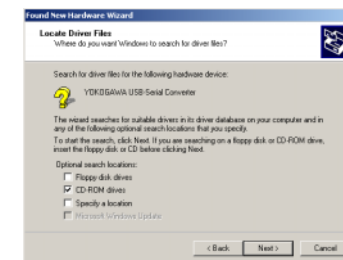 Found New Hardware Wizard
Locate Driver Files
Where do you want Windows to search for driver files?
Search for driver files for the following hardware device:
YOKOGAWA USB-Serial Converter
The wizard searches for suitable drivers in its driver database on your computer and in
any of the following optional search locations that you specify.
To start the search, click Next. If you are searching on a floppy disk or CD-ROM drive,
insert the floppy disk or CD before clicking Next.
Optional search locations:
Floppy disk drives
CD-ROM drives
Specify a location
Microsoft Windows Update
< Back
Next >
Cancel